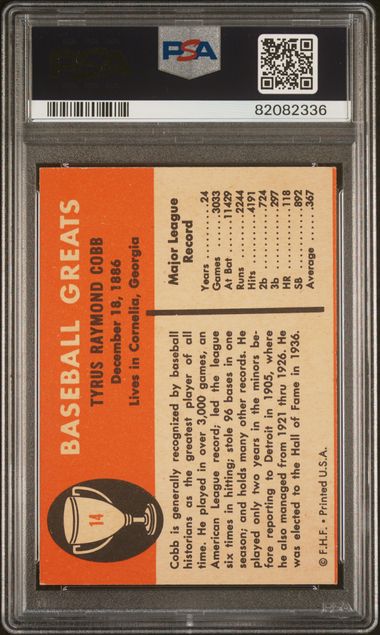 PSA
PSA
82082336
14
BASEBALL GREATS
TYRUS RAYMOND COBB
December 18, 1886
Lives in Cornelia, Georgia
Cobb is generally recognized by baseball
historians as the greatest player of all
time. He played in over 3,000 games, an
American League record; led the league
six times in hitting; stole 96 bases in one
season; and holds many other records. He
played only two years in the minors be-
fore reporting to Detroit in 1905, where
he also managed from 1921 thru 1926. He
was elected to the Hall of Fame in 1936.
Major League
Record
Years ........ 24
Games ..... 3033
At Bat .... 11429
Runs ...... 2244
Hits ....... 4191
2b ......... 724
3b ......... 297
HR ......... 118
SB ......... 892
Average .... .367
© F.H.F. • Printed U.S.A.